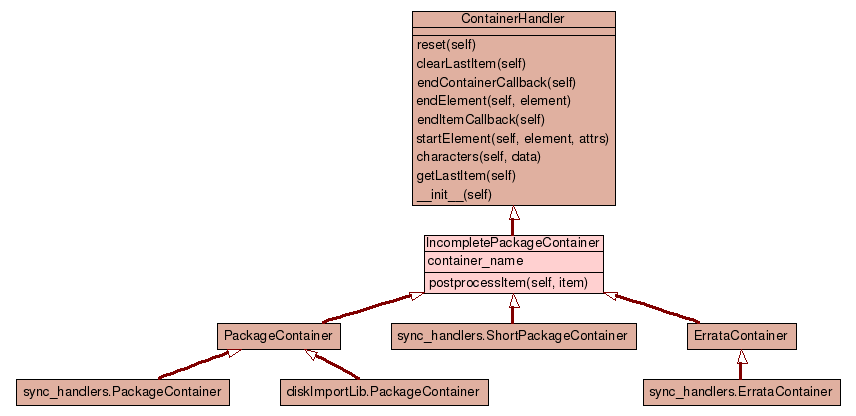 ContainerHandler
reset(self)
clearLastItem(self)
endContainerCallback(self)
endElement(self, element)
endItemCallback(self)
startElement(self, element, attrs)
characters(self, data)
getLastItem(self)
__init__(self)
IncompletePackageContainer
container_name
postprocessItem(self, item)
PackageContainer
sync_handlers.ShortPackageContainer
ErrataContainer
sync_handlers.PackageContainer
diskImportLib.PackageContainer
sync_handlers.ErrataContainer